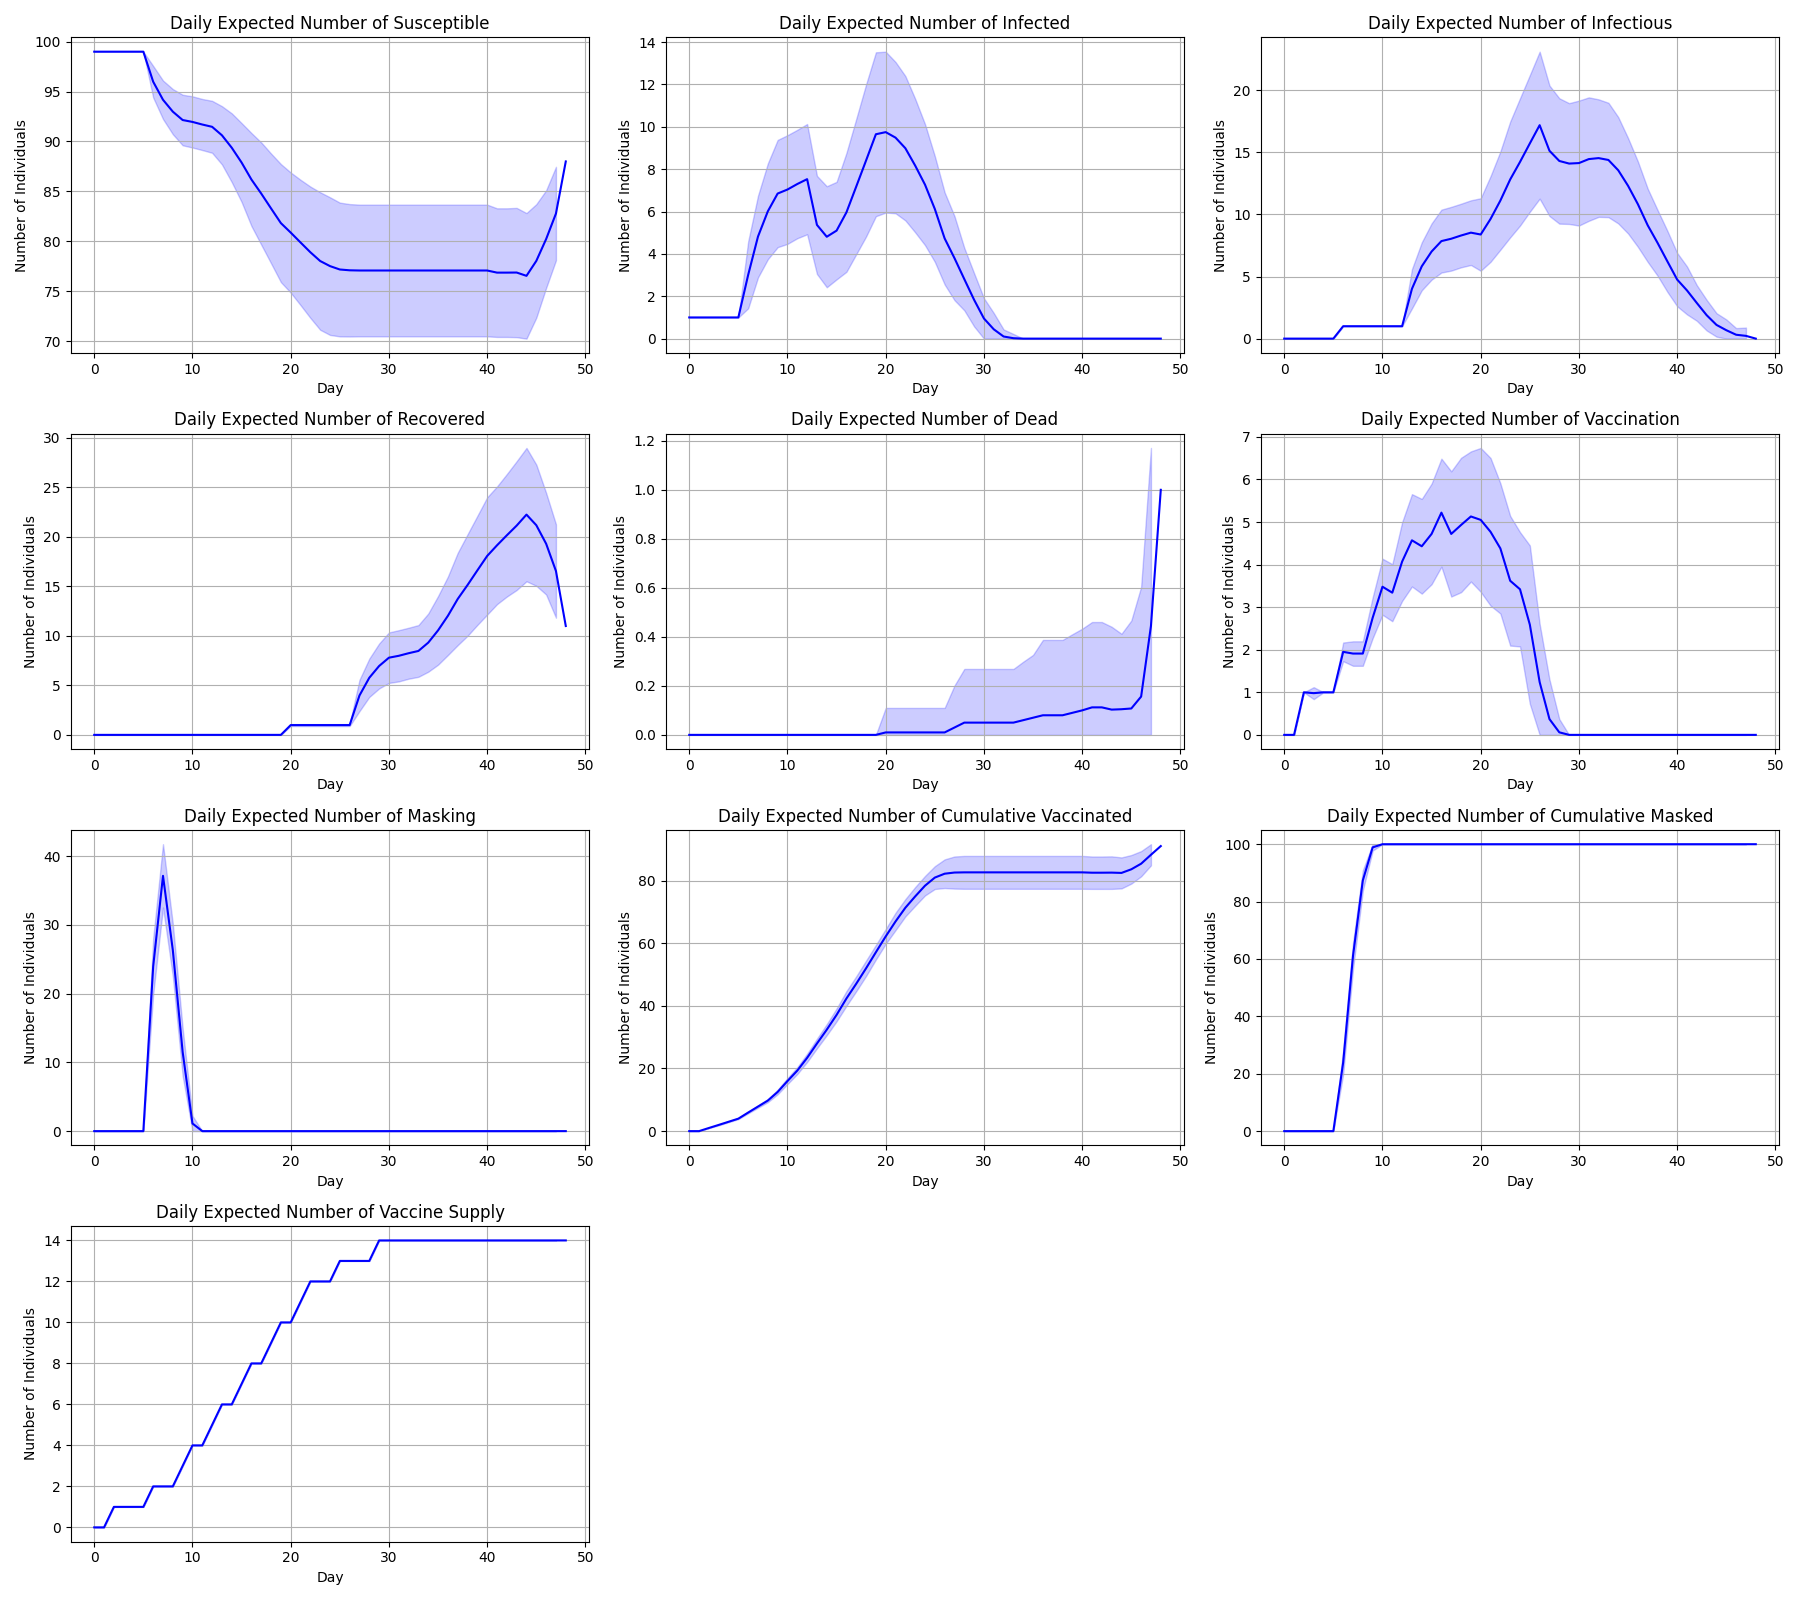 Daily Expected Number of Susceptible
Number of Individuals
100
95
90
85
80
75
70
0 10 20 30 40 50
Day
Daily Expected Number of Infected
Number of Individuals
14
12
10
8
6
4
2
0
0 10 20 30 40 50
Day
Daily Expected Number of Infectious
Number of Individuals
20
15
10
5
0
0 10 20 30 40 50
Day
Daily Expected Number of Recovered
Number of Individuals
30
25
20
15
10
5
0
0 10 20 30 40 50
Day
Daily Expected Number of Dead
Number of Individuals
1.2
1.0
0.8
0.6
0.4
0.2
0.0
0 10 20 30 40 50
Day
Daily Expected Number of Vaccination
Number of Individuals
7
6
5
4
3
2
1
0
0 10 20 30 40 50
Day
Daily Expected Number of Masking
Number of Individuals
40
30
20
10
0
0 10 20 30 40 50
Day
Daily Expected Number of Cumulative Vaccinated
Number of Individuals
80
60
40
20
0
0 10 20 30 40 50
Day
Daily Expected Number of Cumulative Masked
Number of Individuals
100
80
60
40
20
0
0 10 20 30 40 50
Day
Daily Expected Number of Vaccine Supply
Number of Individuals
14
12
10
8
6
4
2
0
0 10 20 30 40 50
Day